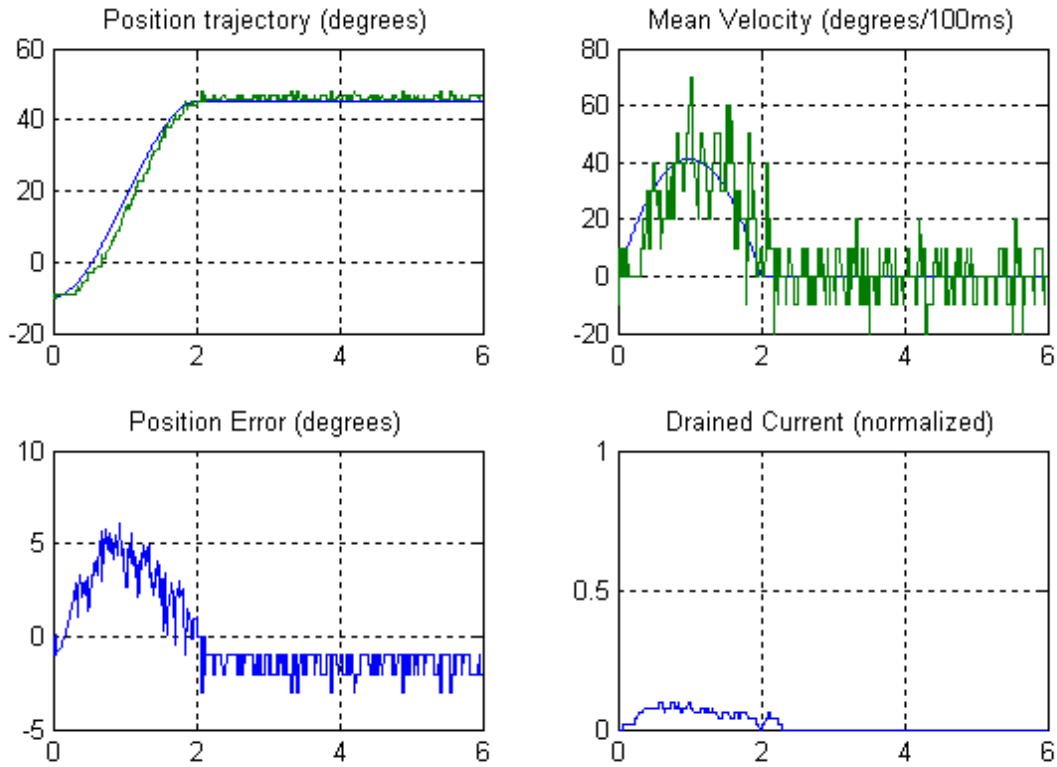 Position trajectory (degrees)
60
40
20
0
-20
0 2 4 6
Mean Velocity (degrees/100ms)
80
60
40
20
0
-20
0 2 4 6
Position Error (degrees)
10
5
0
-5
0 2 4 6
Drained Current (normalized)
1
0.5
0
0 2 4 6